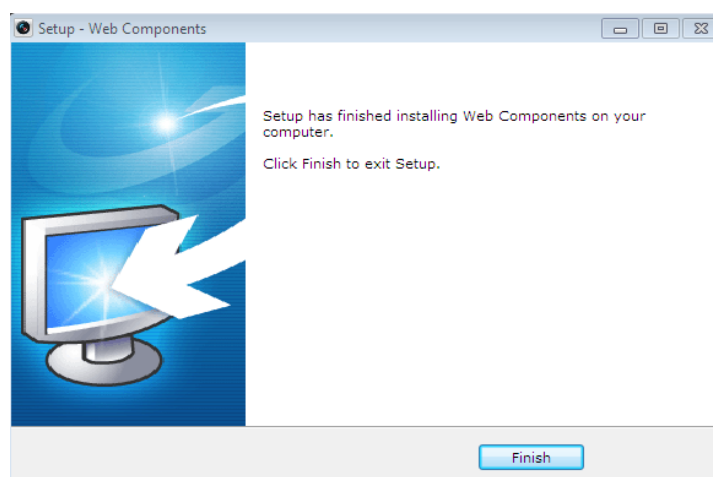 Setup - Web Components
Setup has finished installing Web Components on your
computer.
Click Finish to exit Setup.
Finish